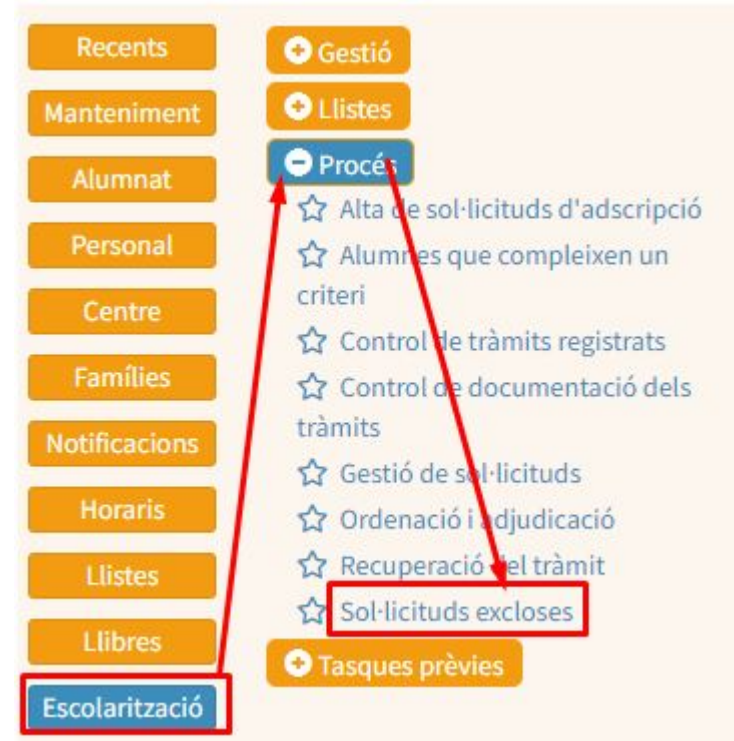 Recents
Manteniment
Alumnat
Personal
Centre
Famílies
Notificacions
Horaris
Llistes
Llibres
Escolarització
Gestió
Llistes
Procés
Alta de sol·licituds d'adscripció
Alumnes que compleixen un
criteri
Control de tràmits registrats
Control de documentació dels
tràmits
Gestió de sol·licituds
Ordenació i adjudicació
Recuperació del tràmit
Sol·licituds excloses
Tasques prèvies